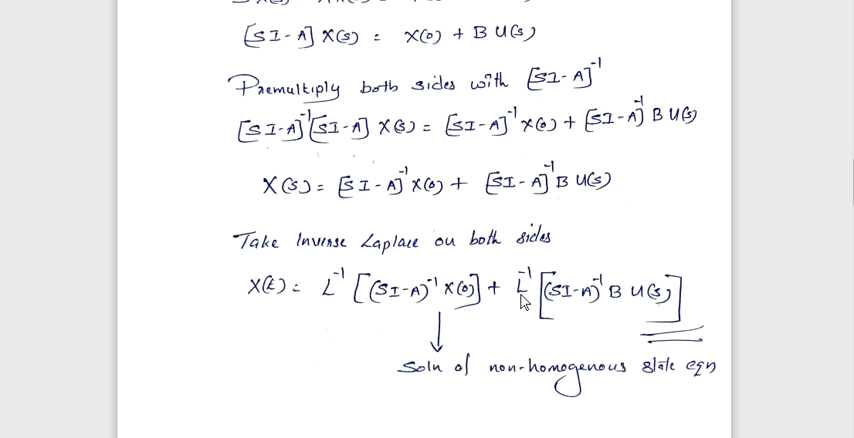 [SI-A] X(s) = X(0) + B U(s)
Premultiply both sides with [SI-A]⁻¹
[SI-A]⁻¹[SI-A] X(s) = [SI-A]⁻¹ X(0) + [SI-A]⁻¹ B U(s)
X(s) = [SI-A]⁻¹ X(0) + [SI-A]⁻¹ B U(s)
Take Inverse Laplace on both sides
X(t) = L⁻¹ [(SI-A)⁻¹ X(0)] + L⁻¹ [(SI-A)⁻¹ B U(s)]
Soln of non-homogenous state eqn